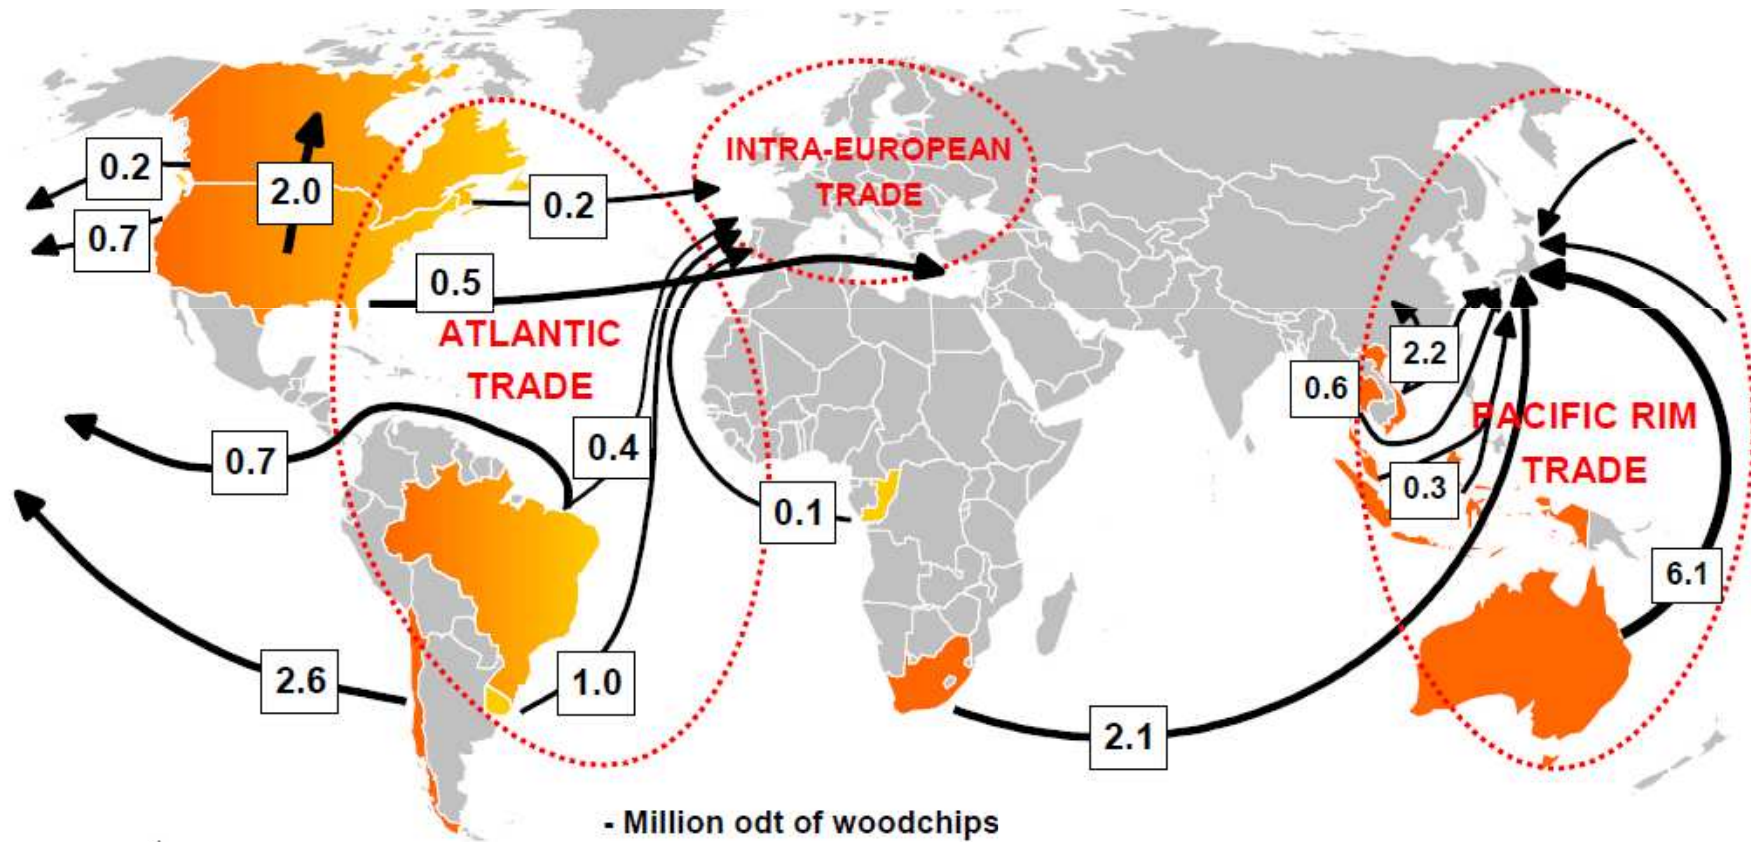 INTRA-EUROPEAN
TRADE
0.2
2.0
0.2
0.7
0.5
ATLANTIC
TRADE
2.2
0.6
PACIFIC RIM
TRADE
0.7
0.4
0.3
0.1
6.1
2.6
1.0
2.1
- Million odt of woodchips